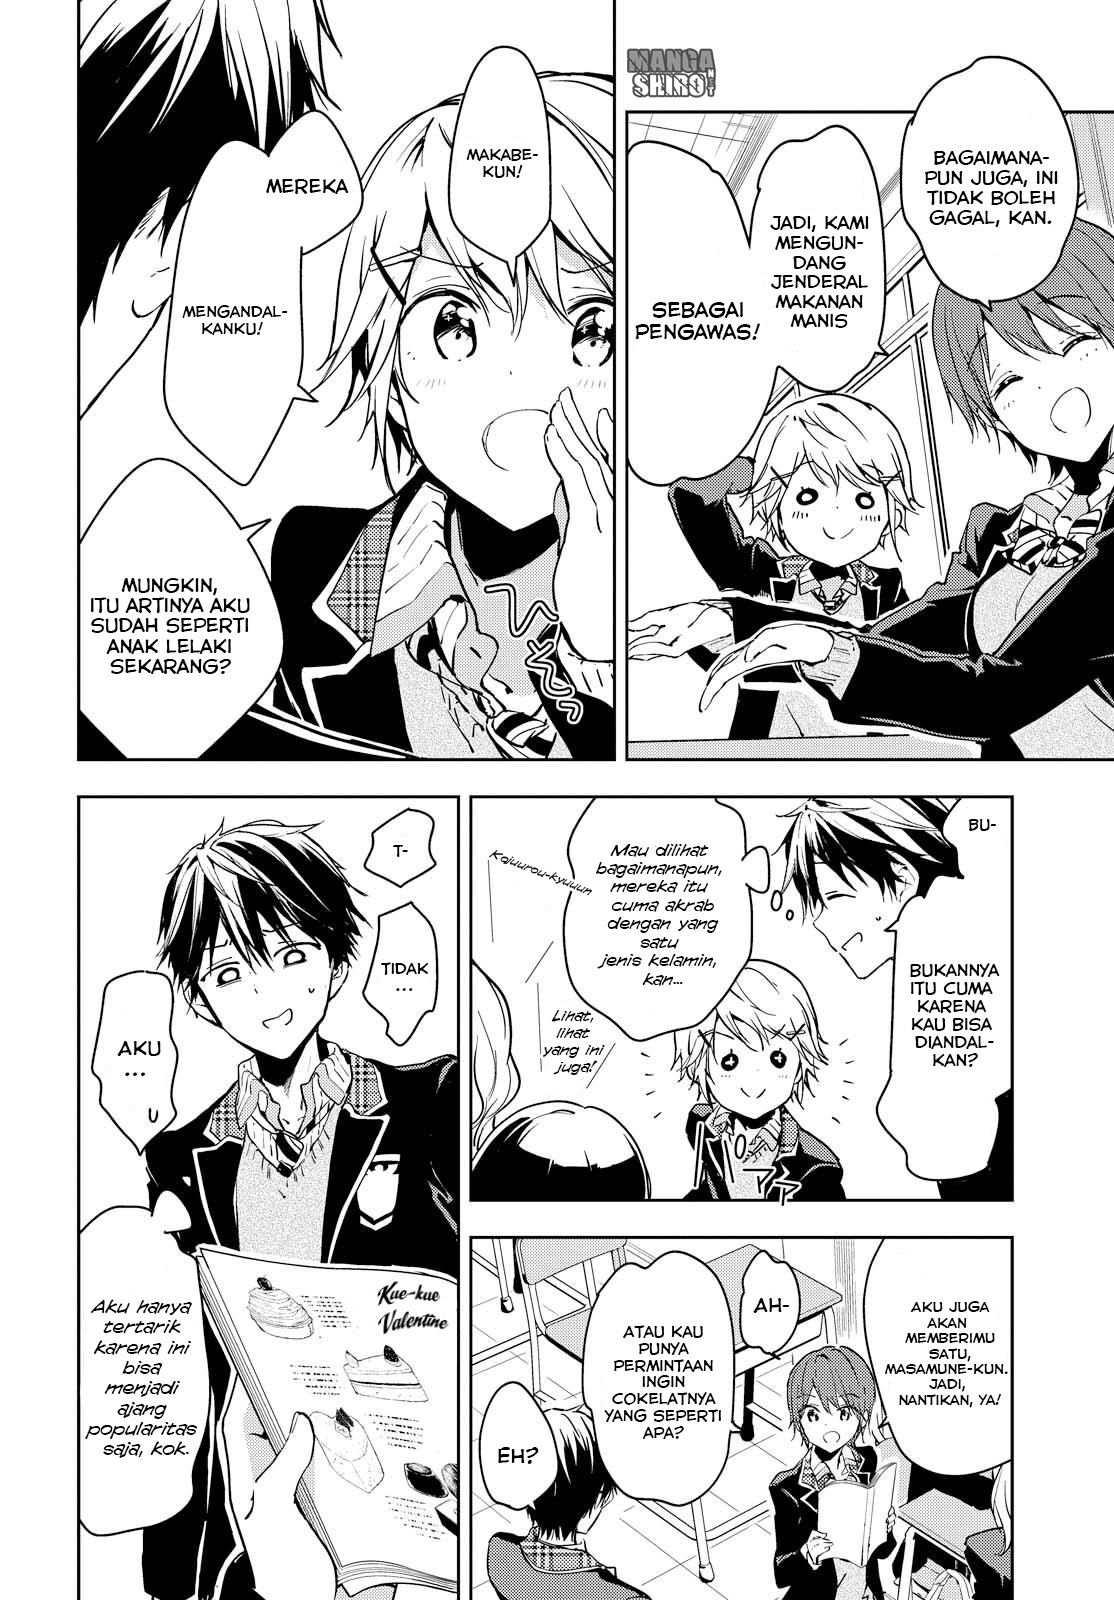 MANGA
SHIRO
.NET
BAGAIMANA-
PUN JUGA, INI
TIDAK BOLEH
GAGAL, KAN.
JADI, KAMI
MENGUN-
DANG
JENDERAL
MAKANAN
MANIS
SEBAGAI
PENGAWAS!
MAKABE-
KUN!
MEREKA
MENGANDAL-
KANKU!
MUNGKIN,
ITU ARTINYA AKU
SUDAH SEPERTI
ANAK LELAKI
SEKARANG?
BU-
BUKANNYA
ITU CUMA
KARENA
KAU BISA
DIANDAL-
KAN?
Mau dilihat
bagaimanapun,
mereka itu
cuma akrab
dengan yang
satu
jenis kelamin,
kan...
Kojuurou-kyuuun
Lihat,
lihat
yang ini
juga!
T-
TIDAK
...
AKU
...
Aku hanya
tertarik
karena ini
bisa
menjadi
ajang
popularitas
saja, kok.
Kue-kue
Valentine
AKU JUGA
AKAN
MEMBERIMU
SATU,
MASAMUNE-KUN.
JADI,
NANTIKAN, YA!
AH-
ATAU KAU
PUNYA
PERMINTAAN
INGIN
COKELATNYA
YANG SEPERTI
APA?
EH?